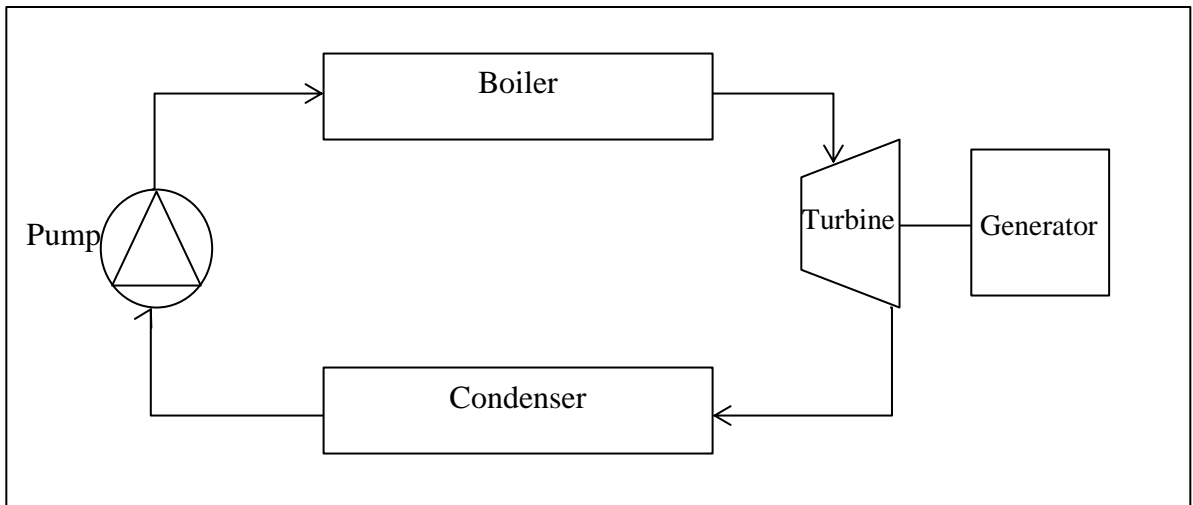 Boiler
Pump
Turbine
Generator
Condenser